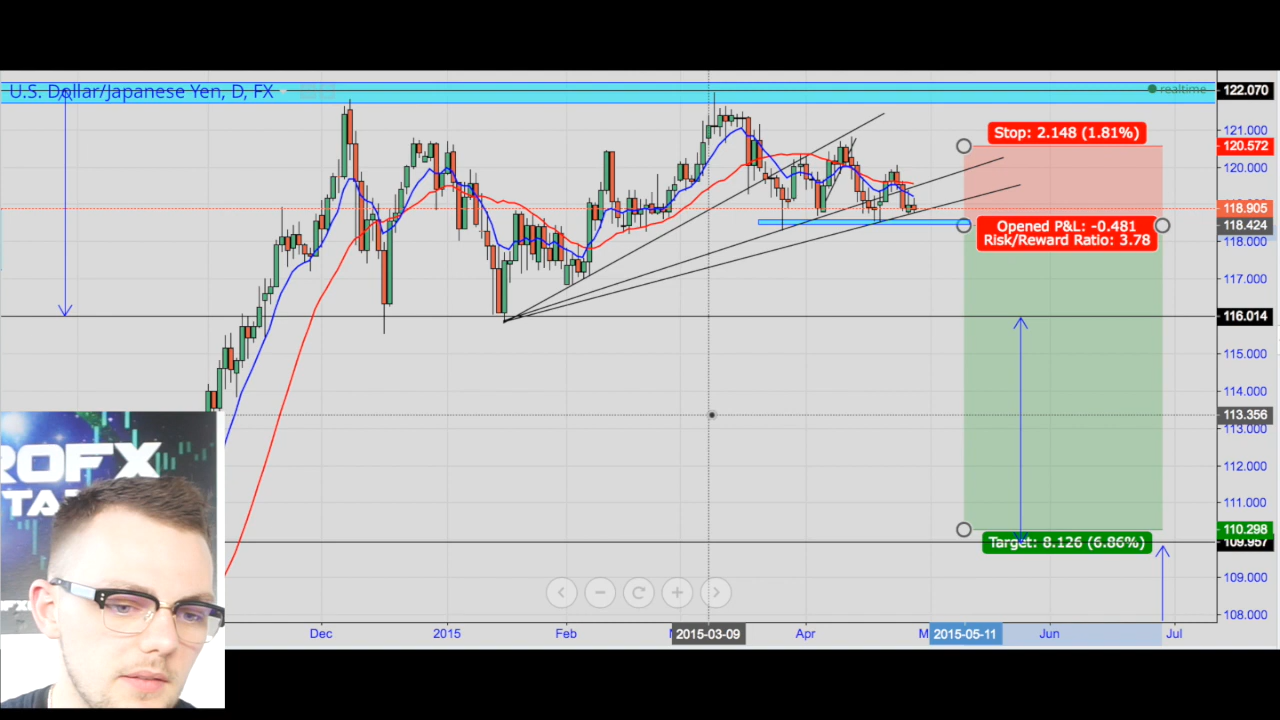 U.S. Dollar/Japanese Yen, D, FX
realtime
122.070
121.000
Stop: 2.148 (1.81%)
120.572
120.000
118.905
Opened P&L: -0.481
Risk/Reward Ratio: 3.78
118.424
118.000
117.000
116.014
115.000
114.000
113.356
113.000
112.000
111.000
110.298
Target: 8.126 (6.86%)
109.957
109.000
108.000
Dec
2015
Feb
2015-03-09
Apr
2015-05-11
Jun
Jul
ROFX